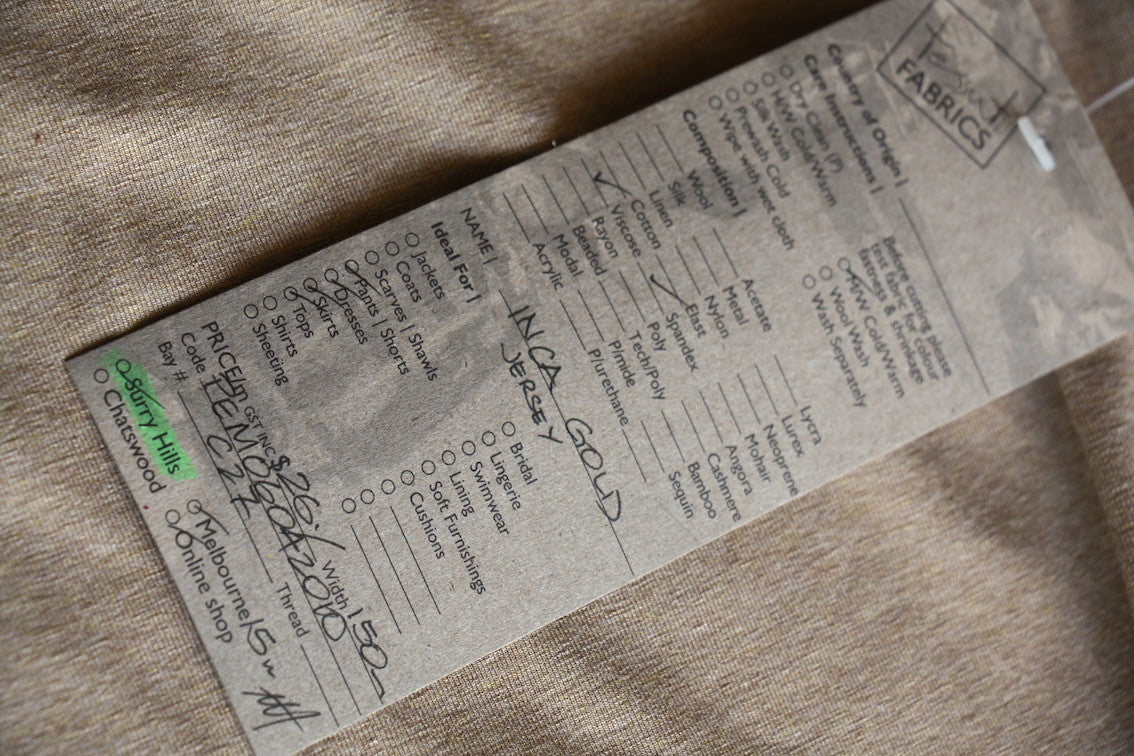 FABRICS
Country of Origin |
Care Instructions |
Dry Clean (P)
H/W Cold/Warm
Silk Wash
Prewash Cold
Wipe with wet cloth
Before cutting please
test fabric for colour
fastness & shrinkage
M/W Cold/Warm
Wool Wash
Wash Separately
Composition |
Wool
Silk
Linen
Cotton
Viscose
Rayon
Beaded
Modal
Acrylic
Acetate
Metal
Nylon
Elast
Spandex
Poly
Tech/Poly
P/mide
P/urethane
Lycra
Lurex
Neoprene
Mohair
Angora
Cashmere
Bamboo
Sequin
NAME | INCA GOLD
JERSEY
Ideal For |
Jackets
Coats
Scarves | Shawls
Pants | Shorts
Dresses
Skirts
Tops
Shirts
Sheeting
Bridal
Lingerie
Swimwear
Lining
Soft Furnishings
Cushions
PRICE/m GST INC $26/ Width 150
Code
Bay # Thread
Surry Hills
Chatswood
Melbourne 15m
Online shop